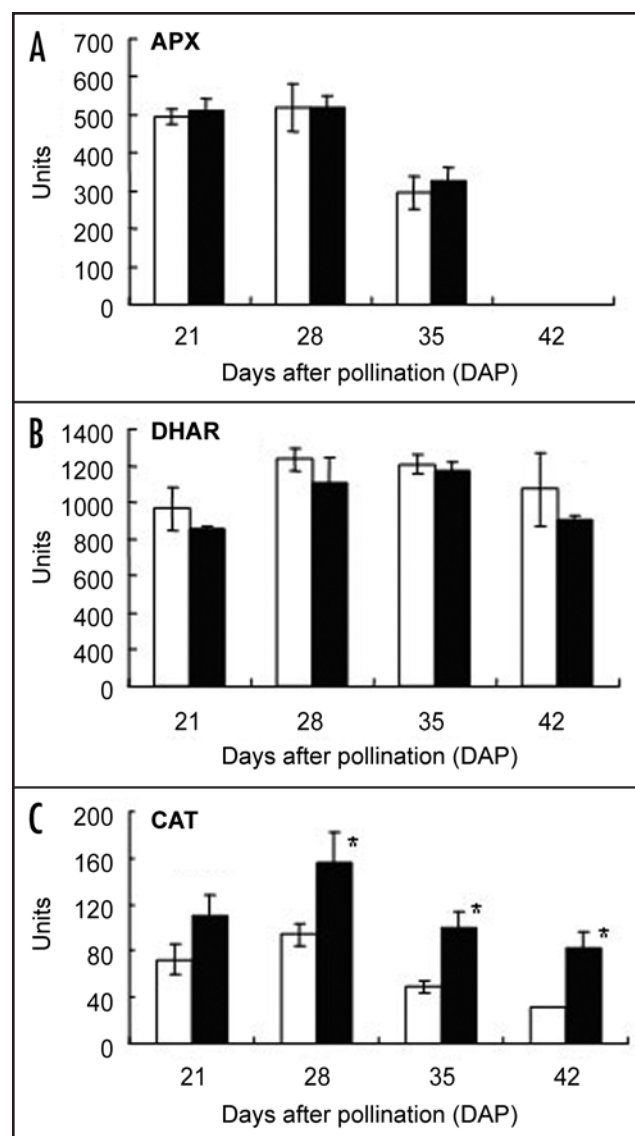 A APX
700
600
500
400
300
200
100
0
Units
21 28 35 42
Days after pollination (DAP)
B DHAR
1400
1200
1000
800
600
400
200
400
0
Units
21 28 35 42
Days after pollination (DAP)
C CAT
200
160
120
80
40
0
Units
* * *
21 28 35 42
Days after pollination (DAP)